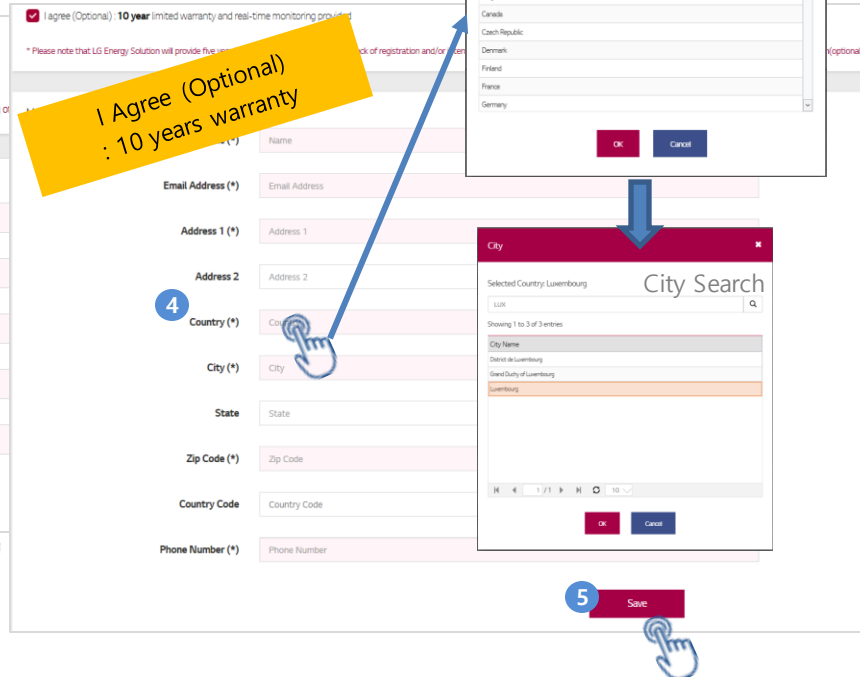 I agree (Optional) : 10 year limited warranty and real-time monitoring provided
* Please note that LG Energy Solution will provide five
ck of registration and/or
(optional
I Agree (Optional)
: 10 years warranty
(*)
Name
Email Address (*)
Email Address
Address 1 (*)
Address 1
Address 2
Address 2
4
Country (*)
City (*)
City
State
State
Zip Code (*)
Zip Code
Country Code
Country Code
Phone Number (*)
Phone Number
5
Save
Canada
Czech Republic
Denmark
Finland
France
Germany
OK
Cancel
City
Selected Country: Luxembourg
City Search
LUX
Showing 1 to 3 of 3 entries
City Name
District de Luxembourg
Grand Duchy of Luxembourg
Luxembourg
1 / 1
10
OK
Cancel